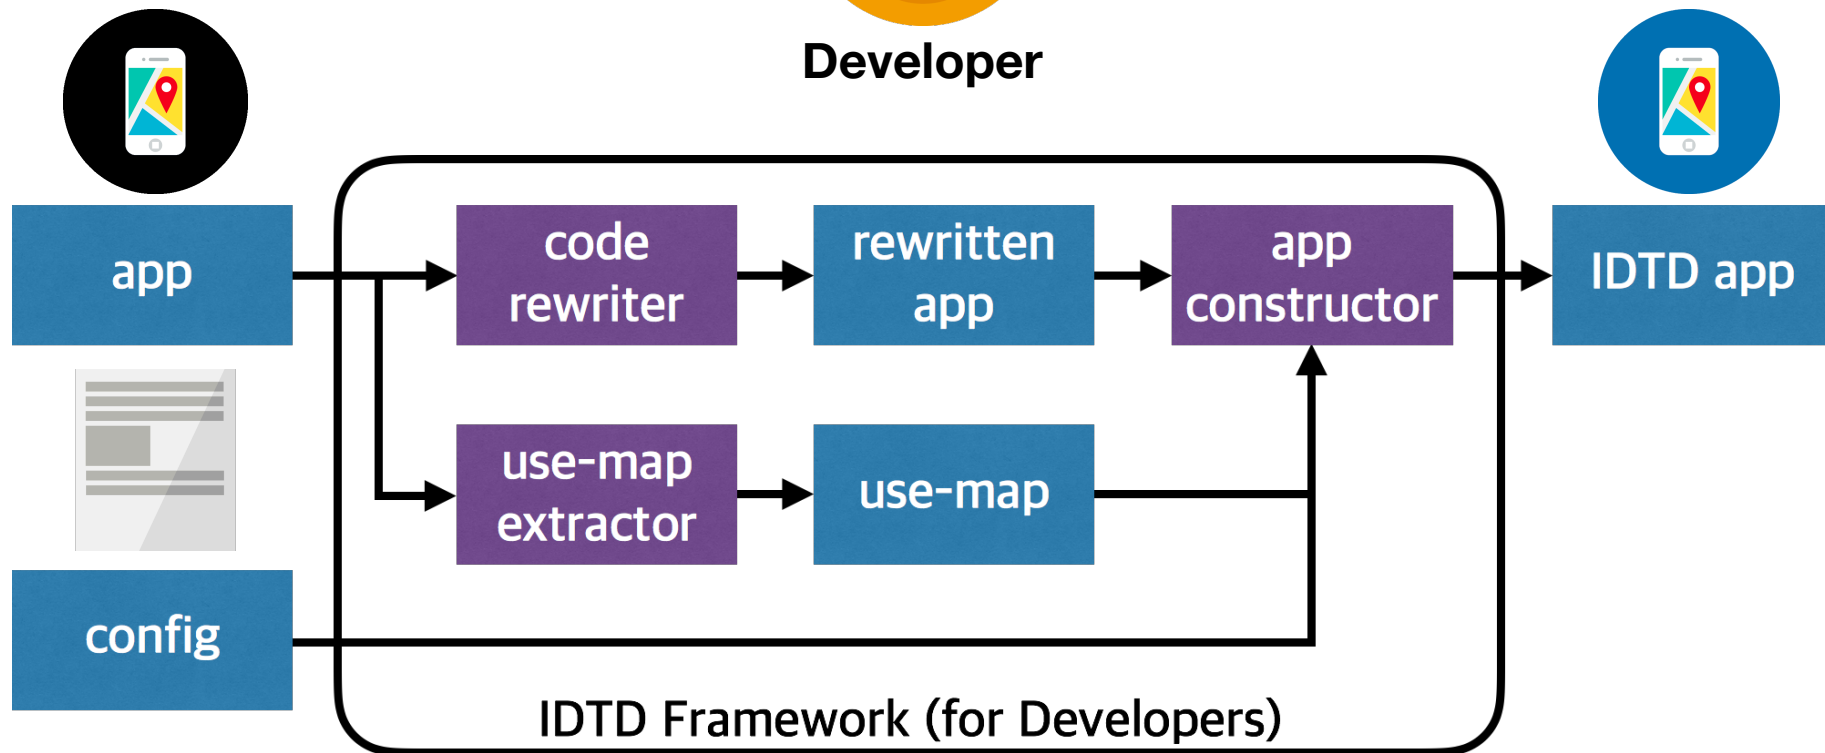 Developer
app
code
rewriter
rewritten
app
app
constructor
IDTD app
use-map
extractor
use-map
config
IDTD Framework (for Developers)